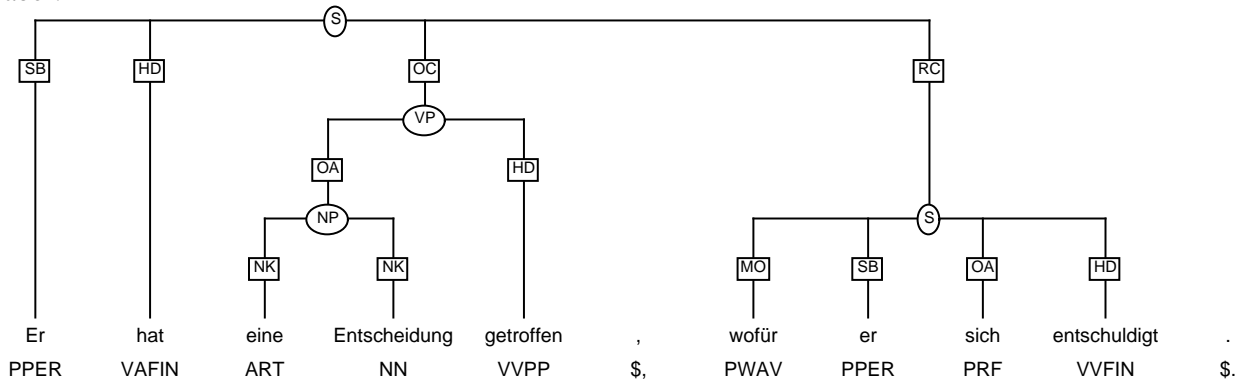 S
SB HD OC RC
VP
OA HD
NP S
NK NK MO SB OA HD
Er hat eine Entscheidung getroffen , wofür er sich entschuldigt .
PPER VAFIN ART NN VVPP $, PWAV PPER PRF VVFIN $.